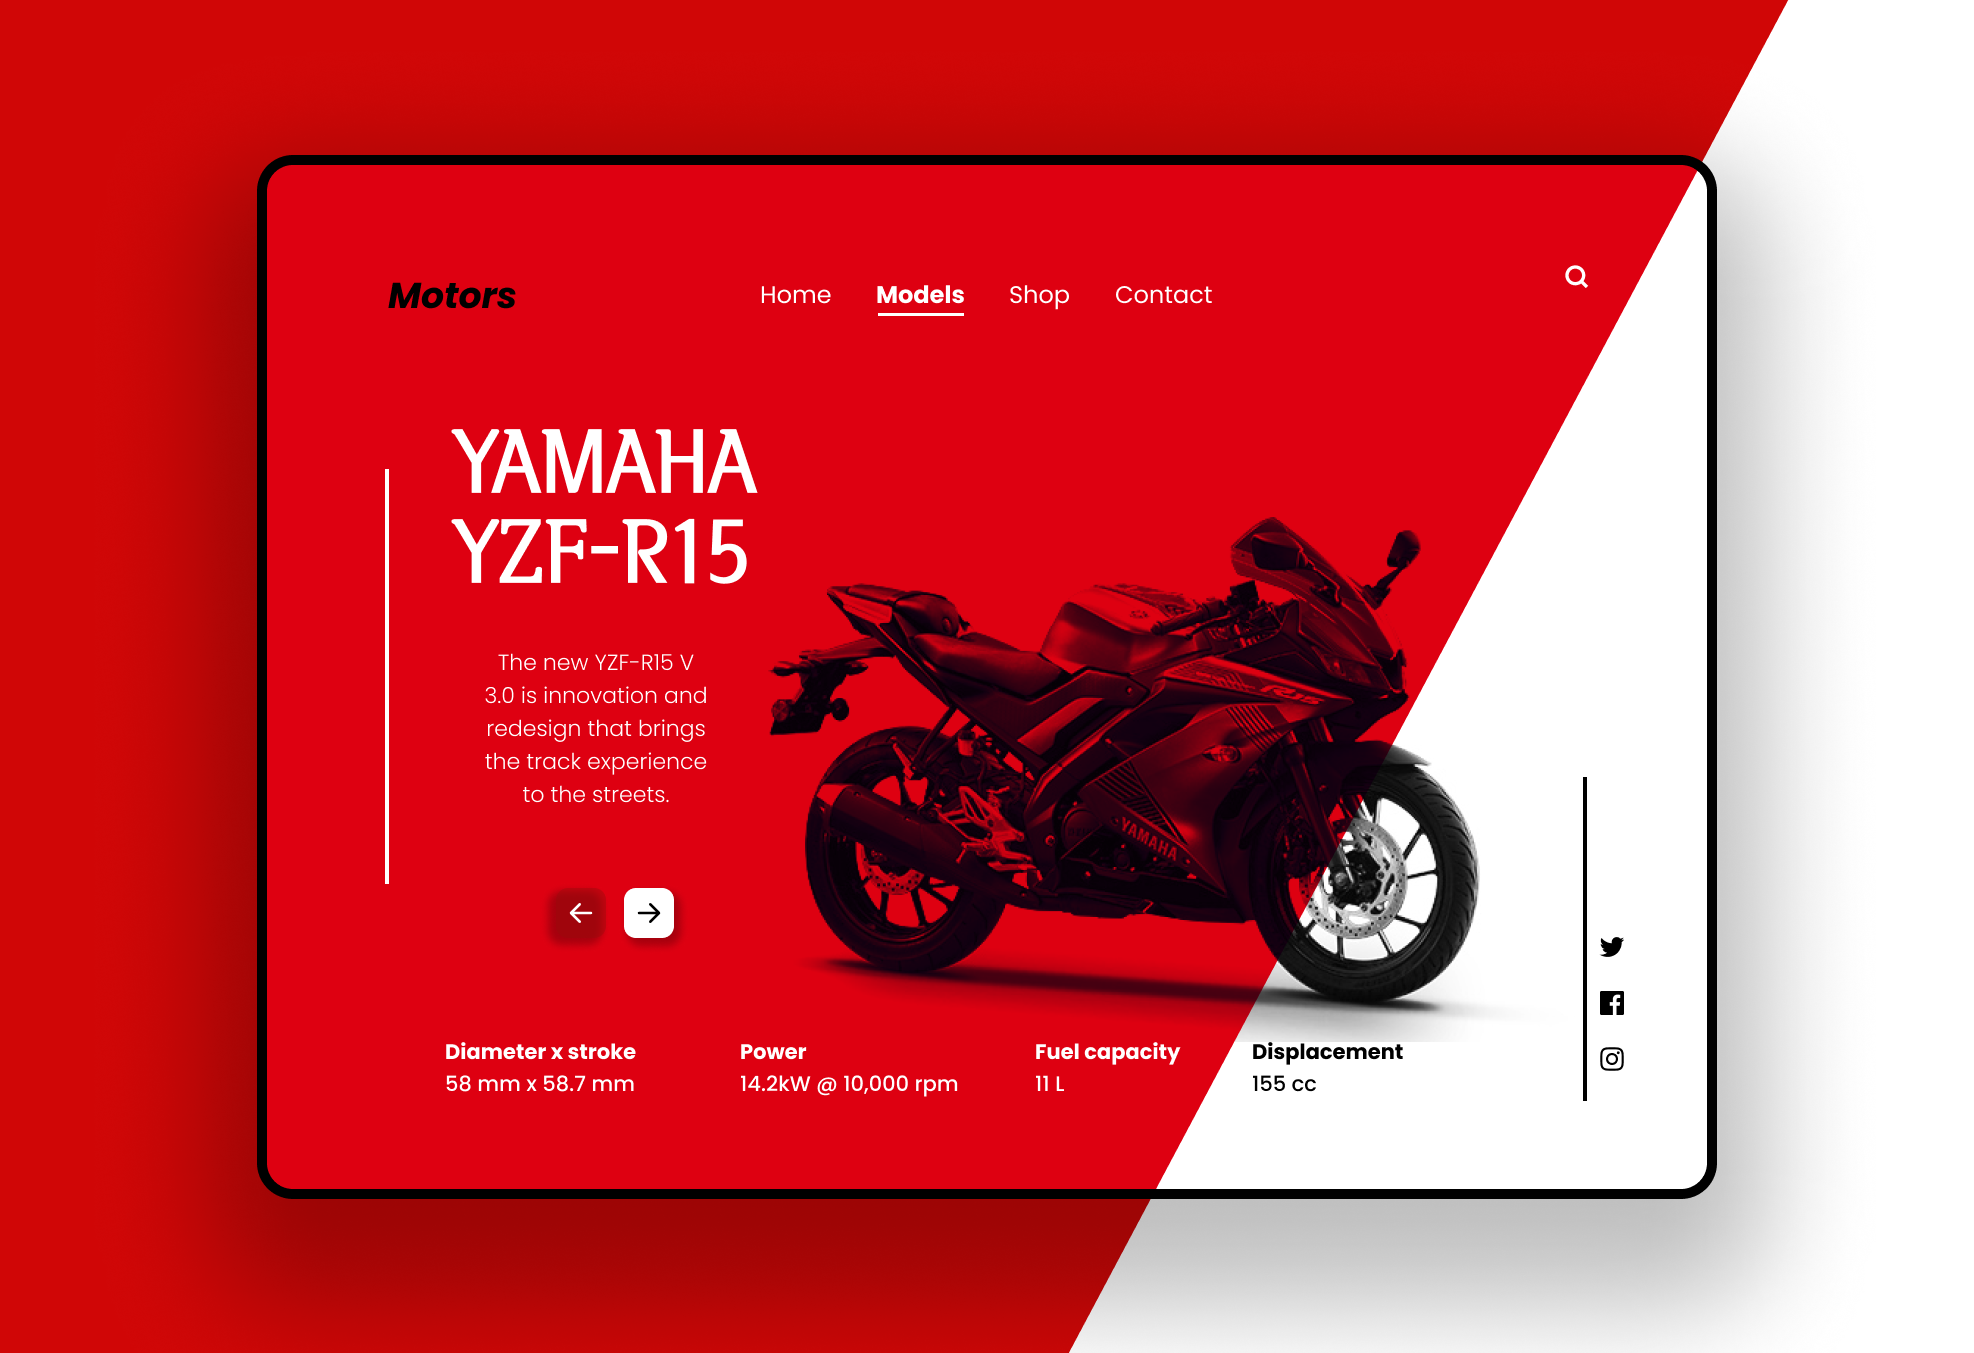 Motors
Home Models Shop Contact
YAMAHA
YZF-R15
The new YZF-R15 V
3.0 is innovation and
redesign that brings
the track experience
to the streets.
R15
YAMAHA
Diameter x stroke
58 mm x 58.7 mm
Power
14.2kW @ 10,000 rpm
Fuel capacity
11 L
Displacement
155 cc